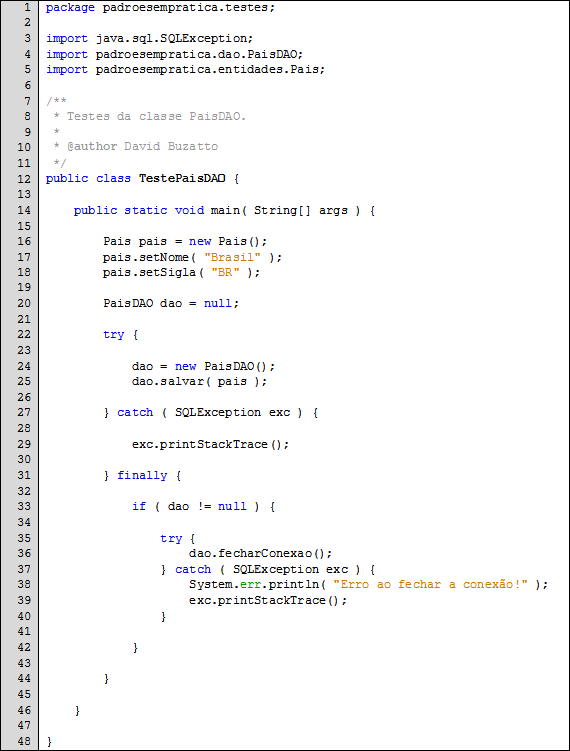 1 package padroesempratica.testes;
2
3 import java.sql.SQLException;
4 import padroesempratica.dao.PaisDAO;
5 import padroesempratica.entidades.Pais;
6
7 /**
8  * Testes da classe PaisDAO.
9  *
10  * @author David Buzatto
11  */
12 public class TestePaisDAO {
13
14     public static void main( String[] args ) {
15
16         Pais pais = new Pais();
17         pais.setNome( "Brasil" );
18         pais.setSigla( "BR" );
19
20         PaisDAO dao = null;
21
22         try {
23
24             dao = new PaisDAO();
25             dao.salvar( pais );
26
27         } catch ( SQLException exc ) {
28
29             exc.printStackTrace();
30
31         } finally {
32
33             if ( dao != null ) {
34
35                 try {
36                     dao.fecharConexao();
37                 } catch ( SQLException exc ) {
38                     System.err.println( "Erro ao fechar a conexão!" );
39                     exc.printStackTrace();
40                 }
41
42             }
43
44         }
45
46     }
47
48 }